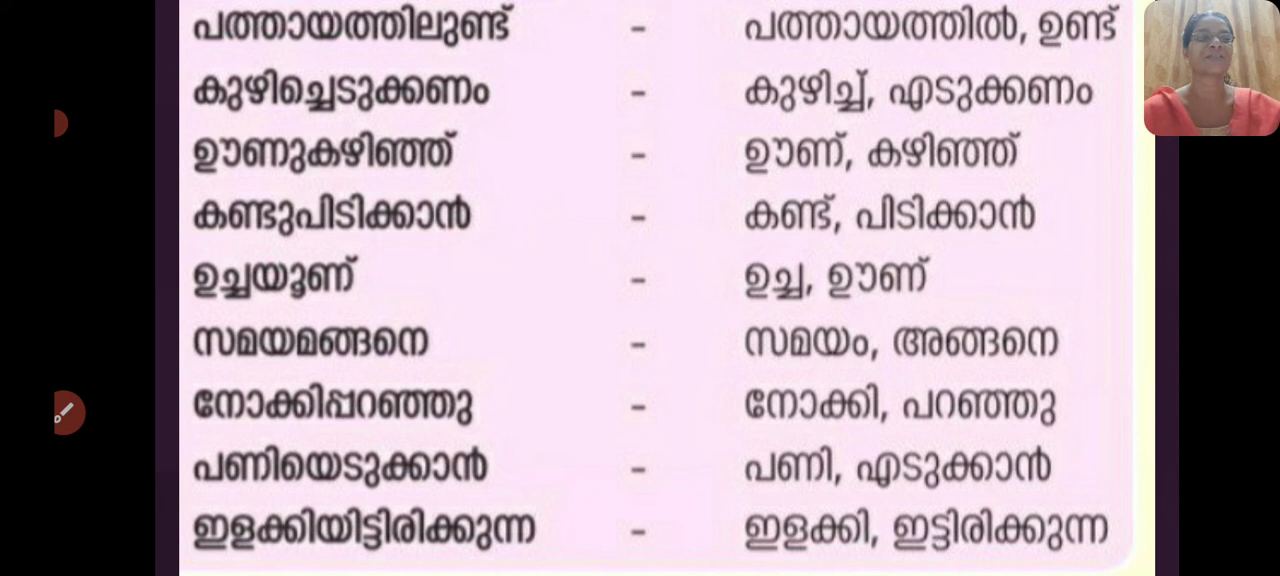 പത്തായത്തിലുണ്ട് - പത്തായത്തിൽ, ഉണ്ട്
കുഴിച്ചെടുക്കണം - കുഴിച്ച്, എടുക്കണം
ഊണുകഴിഞ്ഞ് - ഊണ്, കഴിഞ്ഞ്
കണ്ടുപിടിക്കാൻ - കണ്ട്, പിടിക്കാൻ
ഉച്ചയൂണ് - ഉച്ച, ഊണ്
സമയമങ്ങനെ - സമയം, അങ്ങനെ
നോക്കിപ്പറഞ്ഞു - നോക്കി, പറഞ്ഞു
പണിയെടുക്കാൻ - പണി, എടുക്കാൻ
ഇളക്കിയിട്ടിരിക്കുന്ന - ഇളക്കി, ഇട്ടിരിക്കുന്ന